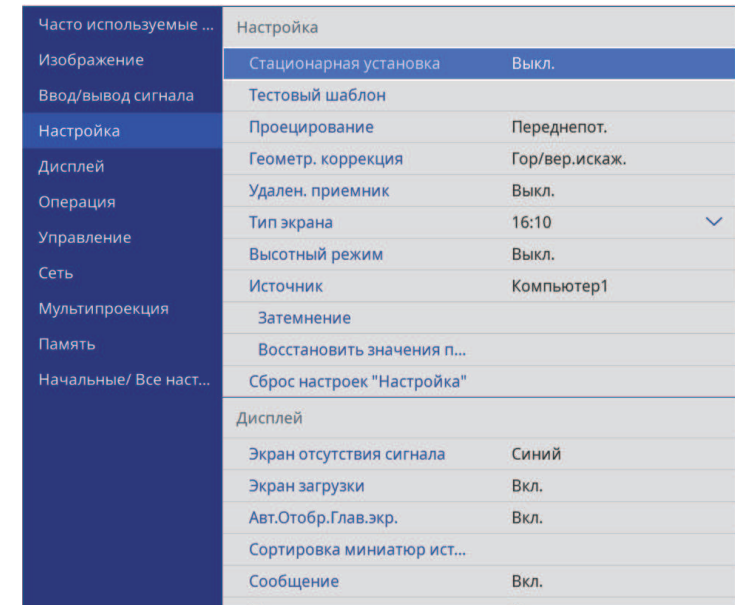 Часто используемые ...
Изображение
Ввод/вывод сигнала
Настройка
Дисплей
Операция
Управление
Сеть
Мультипроекция
Память
Начальные/ Все наст...
Настройка
Стационарная установка Выкл.
Тестовый шаблон
Проецирование Переднепот.
Геометр. коррекция Гор/вер.искаж.
Удален. приемник Выкл.
Тип экрана 16:10
Высотный режим Выкл.
Источник Компьютер1
Затемнение
Восстановить значения п...
Сброс настроек "Настройка"
Дисплей
Экран отсутствия сигнала Синий
Экран загрузки Вкл.
Авт.Отобр.Глав.экр. Вкл.
Сортировка миниатюр ист...
Сообщение Вкл.